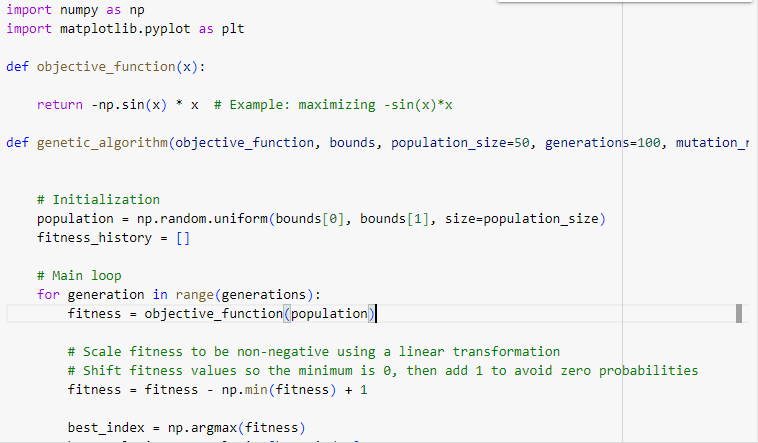 import numpy as np
import matplotlib.pyplot as plt
def objective_function(x):
return -np.sin(x) * x # Example: maximizing -sin(x)*x
def genetic_algorithm(objective_function, bounds, population_size=50, generations=100,
# Initialization
population = np.random.uniform(bounds[0], bounds[1], size=population_size)
fitness_history = []
# Main loop
for generation in range(generations):
fitness = objective_function(population)
# Scale fitness to be non-negative using a linear transformation
# Shift fitness values so the minimum is 0, then add 1 to avoid zero probabilities
fitness = fitness - np.min(fitness) + 1
best_index = np.argmax(fitness)